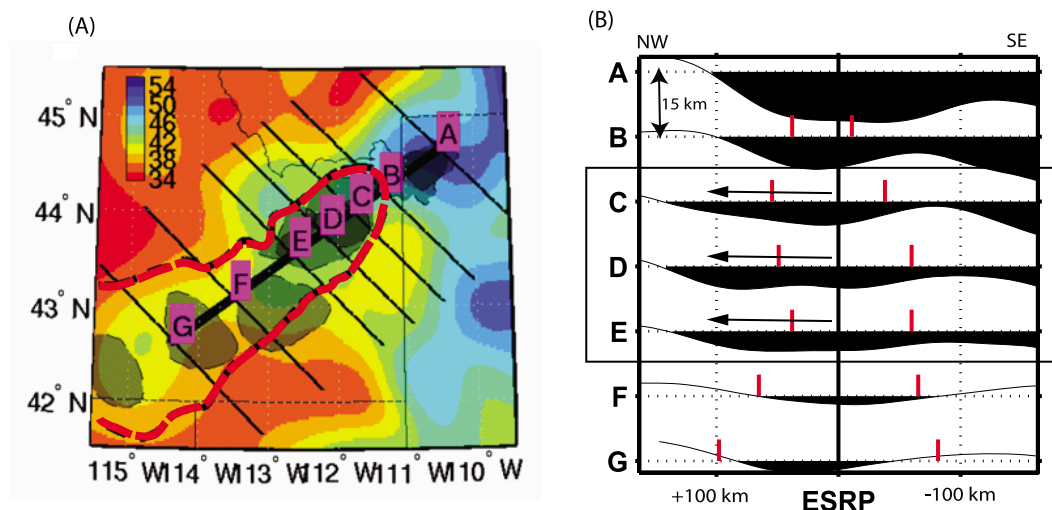 (A)
54
50
46
42
38
34
45° N
44° N
43° N
42° N
115° W
114° W
113° W
112° W
111° W
110° W
A
B
C
D
E
F
G
(B)
NW
SE
A
15 km
B
C
D
E
F
G
+100 km
ESRP
-100 km